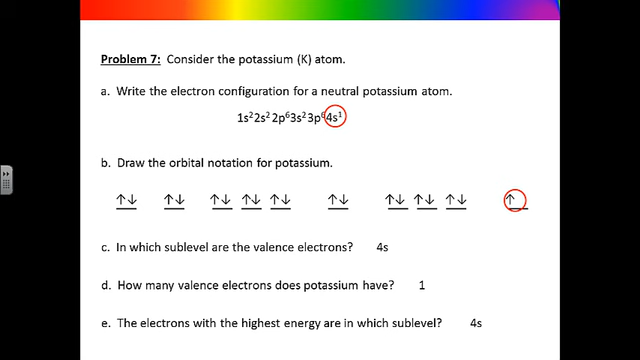 Problem 7: Consider the potassium (K) atom.
a. Write the electron configuration for a neutral potassium atom.
1s²2s²2p⁶3s²3p⁶4s¹
b. Draw the orbital notation for potassium.
↑↓ ↑↓ ↑↓ ↑↓ ↑↓ ↑↓ ↑↓ ↑↓ ↑↓ ↑
c. In which sublevel are the valence electrons? 4s
d. How many valence electrons does potassium have? 1
e. The electrons with the highest energy are in which sublevel? 4s